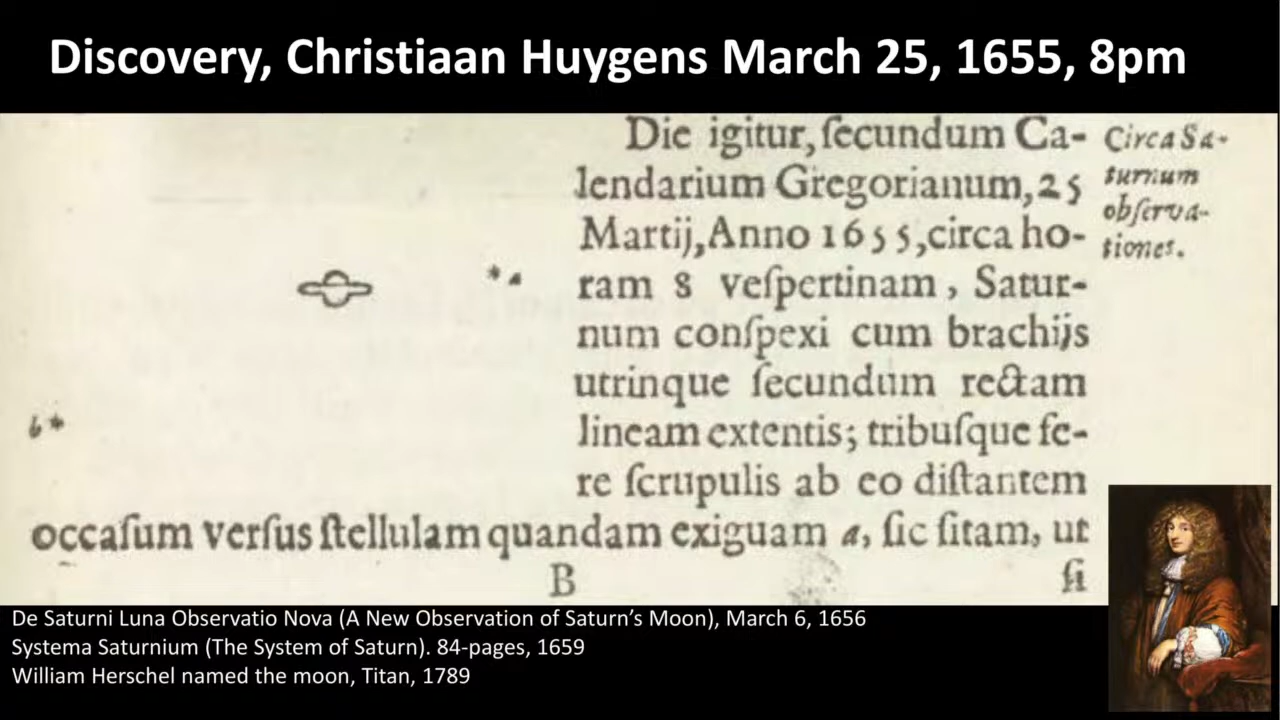 Discovery, Christiaan Huygens March 25, 1655, 8pm
Die igitur, ſecundum Ca-
lendarium Gregorianum, 25
Martij, Anno 1655, circa ho-
ram 8 veſpertinam, Satur-
num conſpexi cum brachijs
utrinque ſecundum rectam
lineam extentis; tribuſque fe-
re ſcrupulis ab eo diſtantem
occaſum verſus ſtellulam quandam exiguam a, ſic ſitam, ut
B
ſi
Circa Sa-
turnum
obſerva-
tiones.
* a
b *
De Saturni Luna Observatio Nova (A New Observation of Saturn’s Moon), March 6, 1656
Systema Saturnium (The System of Saturn). 84-pages, 1659
William Herschel named the moon, Titan, 1789